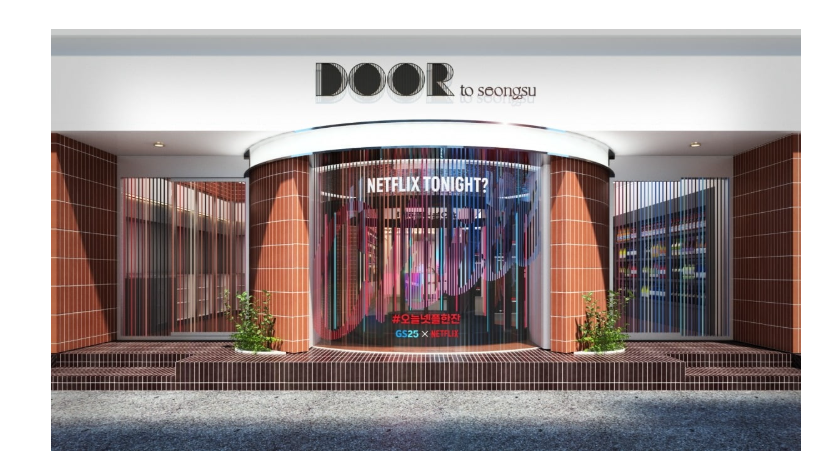 DOOR to seongsu
NETFLIX TONIGHT?
#오늘넷플한잔
GS25 × NETFLIX